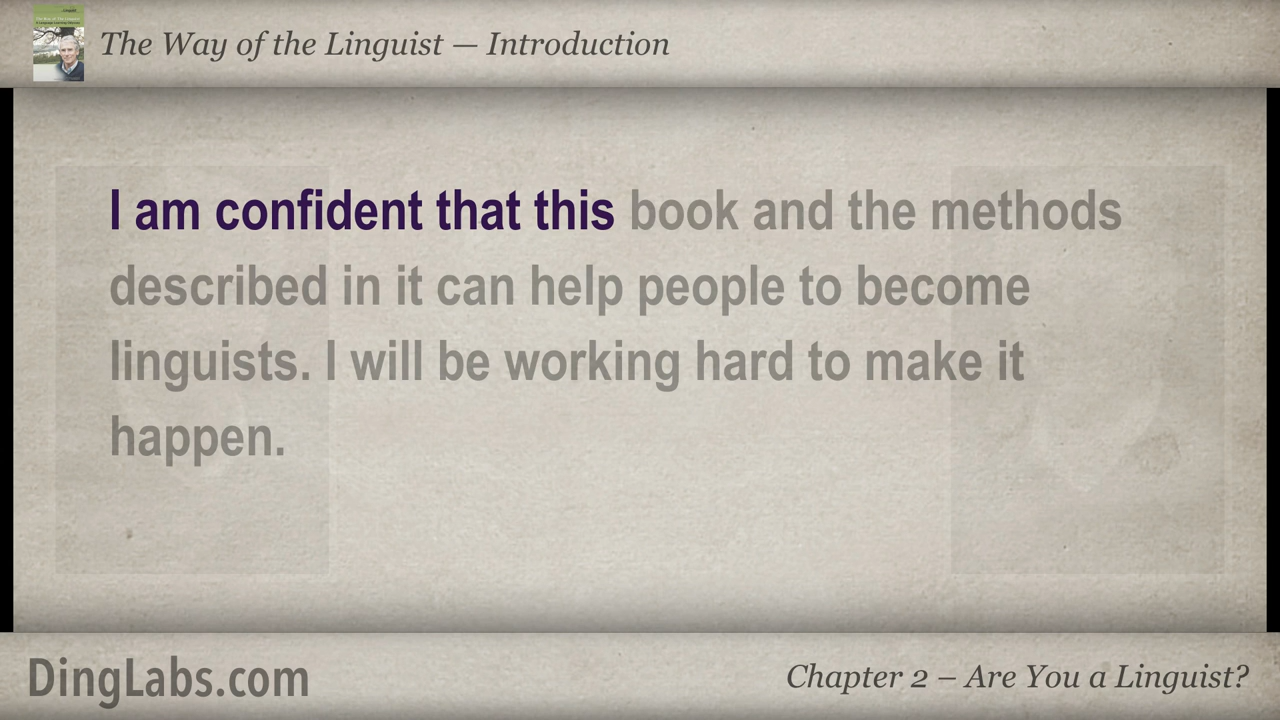 The Way of the Linguist — Introduction
I am confident that this book and the methods
described in it can help people to become
linguists. I will be working hard to make it
happen.
DingLabs.com
Chapter 2 – Are You a Linguist?